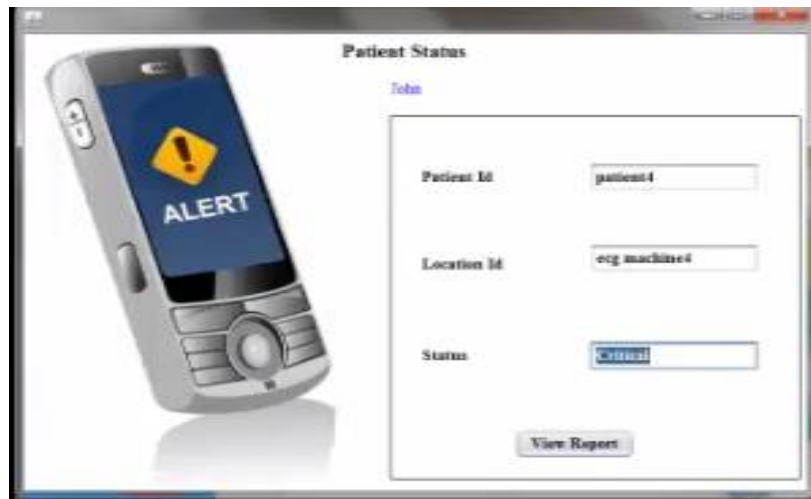 Patient Status
John
Patient Id
patient4
Location Id
ecg machine4
Status
Critical
View Report
ALERT